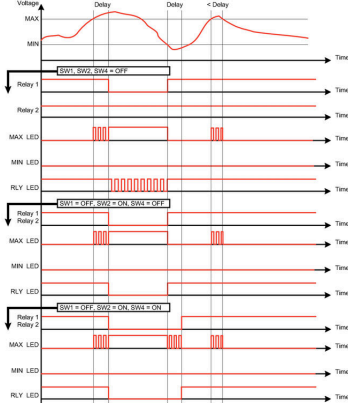 Voltage Delay Delay < Delay
MAX
MIN
Time
SW1, SW2, SW4 = OFF
Relay 1 Time
Relay 2 Time
MAX LED Time
MIN LED Time
RLY LED Time
SW1 = OFF, SW2 = ON, SW4 = OFF
Relay 1
Relay 2 Time
MAX LED Time
MIN LED Time
RLY LED Time
SW1 = OFF, SW2 = ON, SW4 = ON
Relay 1
Relay 2 Time
MAX LED Time
MIN LED Time
RLY LED Time